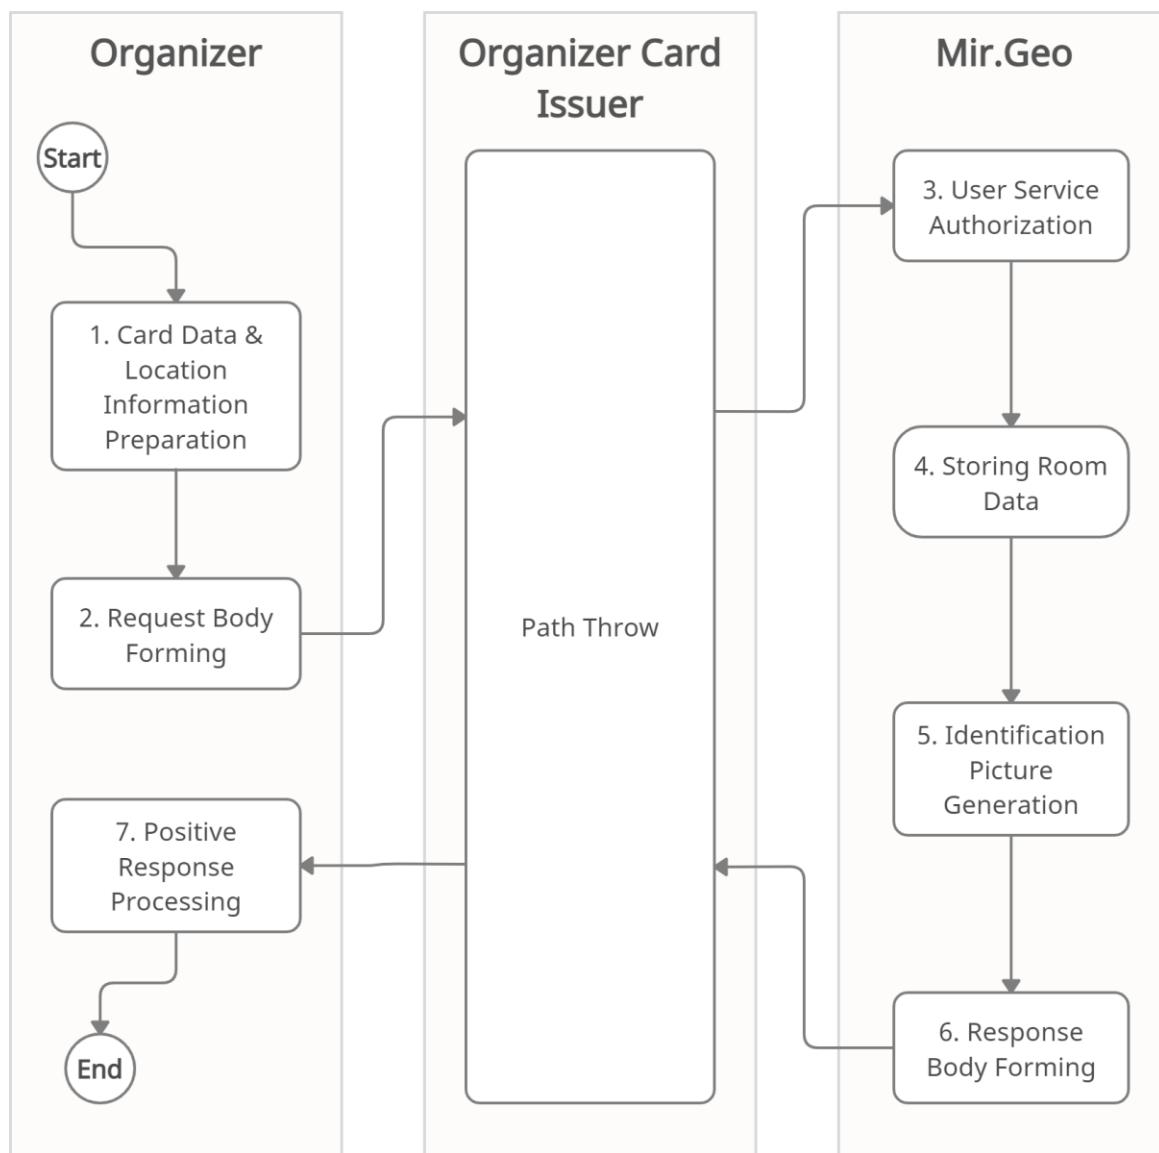 Organizer
Start
1. Card Data &
Location
Information
Preparation
2. Request Body
Forming
7. Positive
Response
Processing
End
Organizer Card
Issuer
Path Throw
Mir.Geo
3. User Service
Authorization
4. Storing Room
Data
5. Identification
Picture
Generation
6. Response
Body Forming